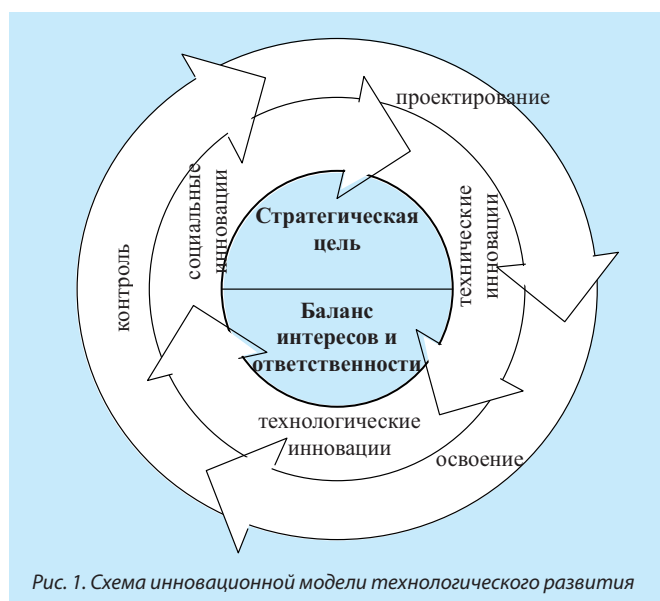 проектирование
социальные
инновации
Стратегическая
цель
технические
инновации
контроль
Баланс
интересов и
ответственности
технологические
инновации
освоение
Рис. 1. Схема инновационной модели технологического развития